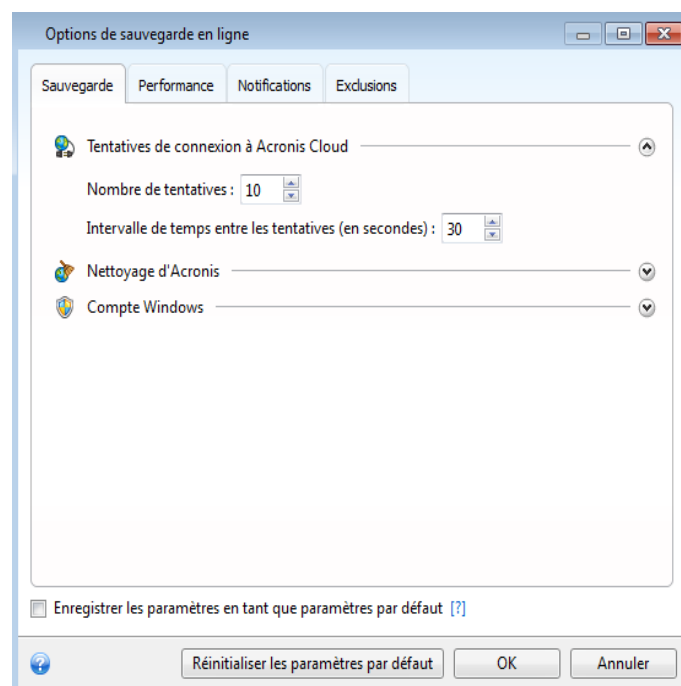 Options de sauvegarde en ligne
Sauvegarde Performance Notifications Exclusions
Tentatives de connexion à Acronis Cloud
Nombre de tentatives : 10
Intervalle de temps entre les tentatives (en secondes) : 30
Nettoyage d'Acronis
Compte Windows
Enregistrer les paramètres en tant que paramètres par défaut [?]
Réinitialiser les paramètres par défaut OK Annuler